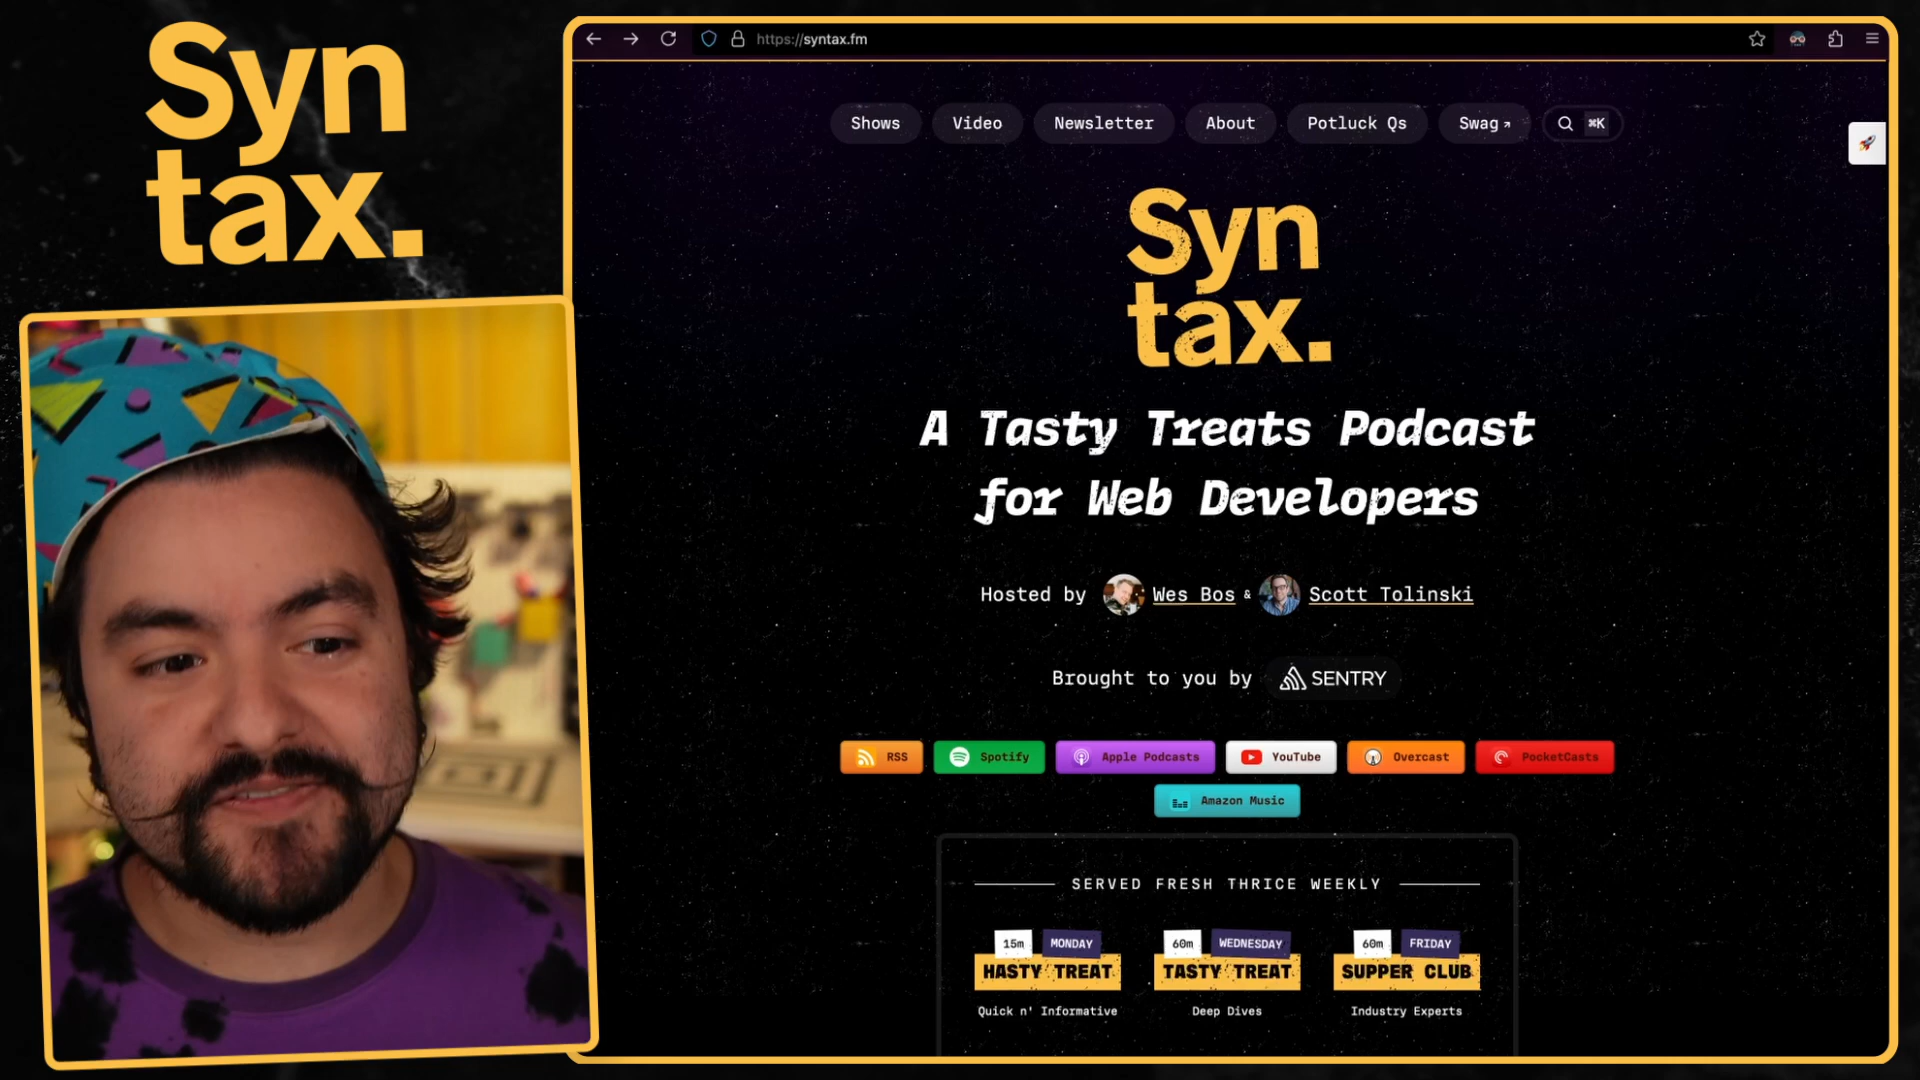 Syn
tax.
https://syntax.fm
Shows
Video
Newsletter
About
Potluck Qs
Swag ↗
⌘K
Syn
tax.
A Tasty Treats Podcast
for Web Developers
Hosted by Wes Bos & Scott Tolinski
Brought to you by SENTRY
RSS
Spotify
Apple Podcasts
YouTube
Overcast
PocketCasts
Amazon Music
SERVED FRESH THRICE WEEKLY
15m MONDAY
HASTY TREAT
Quick n' Informative
60m WEDNESDAY
TASTY TREAT
Deep Dives
60m FRIDAY
SUPPER CLUB
Industry Experts